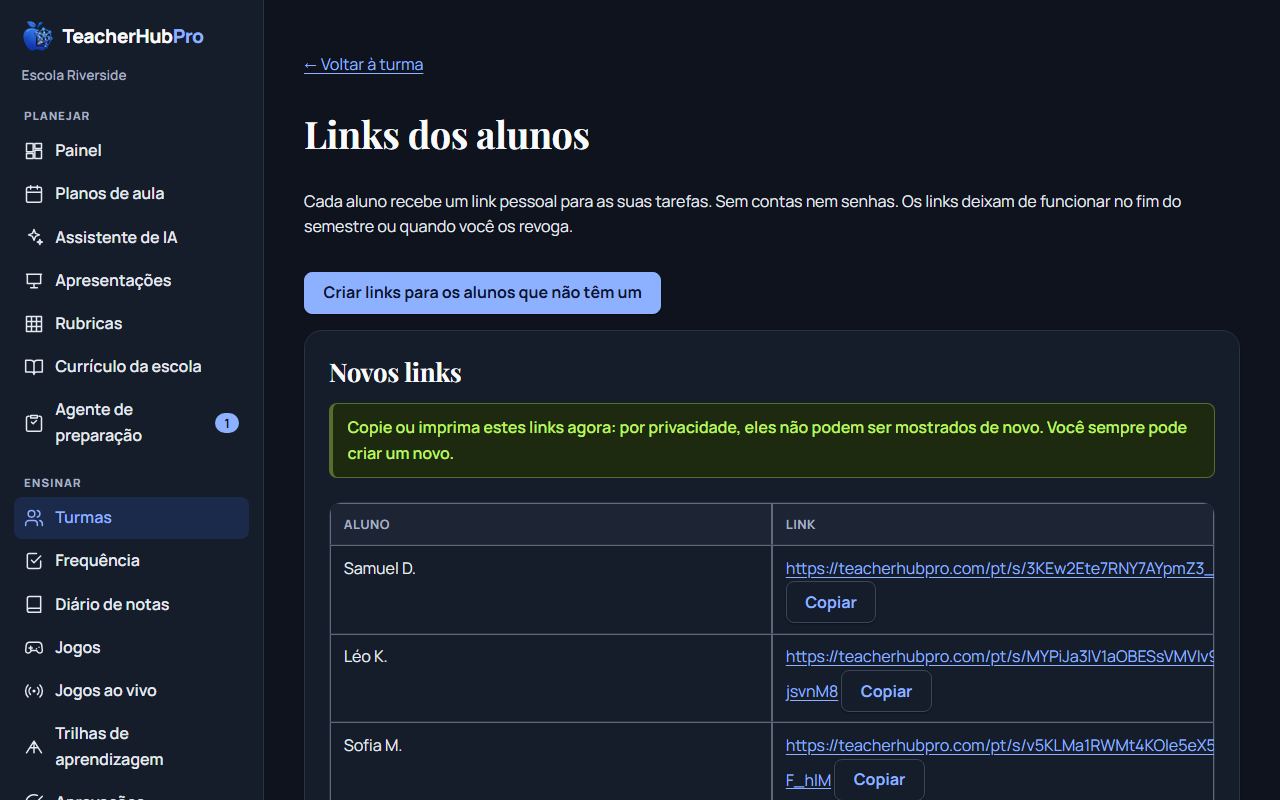 TeacherHubPro
Escola Riverside
PLANEJAR
Painel
Planos de aula
Assistente de IA
Apresentações
Rubricas
Currículo da escola
Agente de
preparação
1
ENSINAR
Turmas
Frequência
Diário de notas
Jogos
Jogos ao vivo
Trilhas de
aprendizagem
← Voltar à turma
Links dos alunos
Cada aluno recebe um link pessoal para as suas tarefas. Sem contas nem senhas. Os links deixam de funcionar no fim do
semestre ou quando você os revoga.
Criar links para os alunos que não têm um
Novos links
Copie ou imprima estes links agora: por privacidade, eles não podem ser mostrados de novo. Você sempre pode
criar um novo.
ALUNO LINK
Samuel D. https://teacherhubpro.com/pt/s/3KEw2Ete7RNY7AYpmZ3_
Copiar
Léo K. https://teacherhubpro.com/pt/s/MYPiJa3lV1aOBESsVMVlv9
jsvnM8 Copiar
Sofia M. https://teacherhubpro.com/pt/s/v5KLMa1RWMt4KOle5eX5
F_hlM Copiar